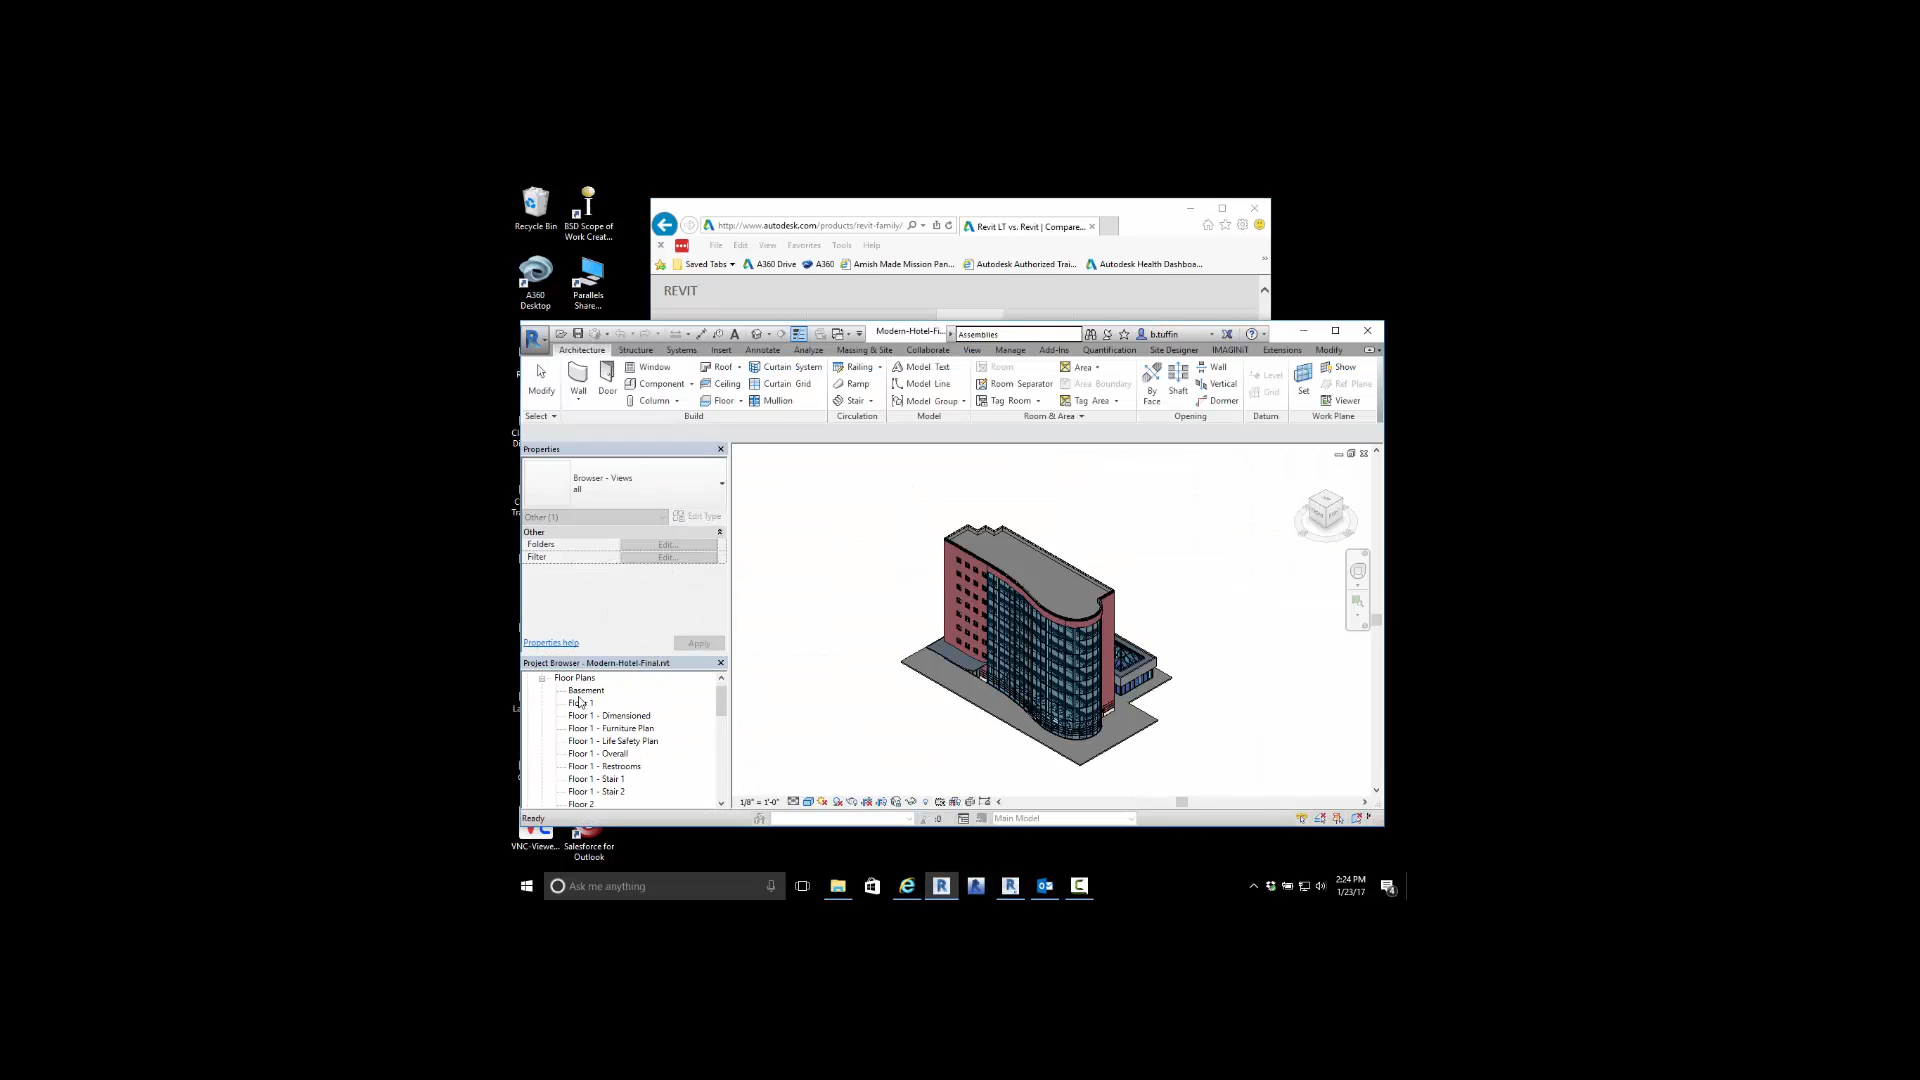 Recycle Bin
BSD Scope of
Work Creat...
A360
Desktop
Parallels
Share...
http://www.autodesk.com/products/revit-family/
Revit LT vs. Revit | Compare...
File Edit View Favorites Tools Help
Saved Tabs A360 Drive A360 Amish Made Mission Pan... Autodesk Authorized Trai... Autodesk Health Dashboa...
REVIT
Modern-Hotel-Fi... Assemblies b.tuffin
Architecture Structure Systems Insert Annotate Analyze Massing & Site Collaborate View Manage Add-Ins Quantification Site Designer IMAGINiT Extensions Modify
Modify Wall Door
Window Roof Curtain System Railing Model Text Room Area Wall Level Show
Component Ceiling Curtain Grid Ramp Model Line Room Separator Area Boundary Vertical Grid Ref Plane
Column Floor Mullion Stair Model Group Tag Room Tag Area Dormer Viewer
By
Face
Shaft
Set
Select Build Circulation Model Room & Area Opening Datum Work Plane
Properties
Browser - Views
all
Other (1) Edit Type
Other
Folders Edit...
Filter Edit...
Properties help Apply
Project Browser - Modern-Hotel-Final.rvt
Floor Plans
Basement
Floor 1
Floor 1 - Dimensioned
Floor 1 - Furniture Plan
Floor 1 - Life Safety Plan
Floor 1 - Overall
Floor 1 - Restrooms
Floor 1 - Stair 1
Floor 1 - Stair 2
Floor 2
1/8" = 1'-0"
Ready :0 Main Model
VNC-Viewe...
Salesforce for
Outlook
Ask me anything
2:24 PM
1/23/17
4